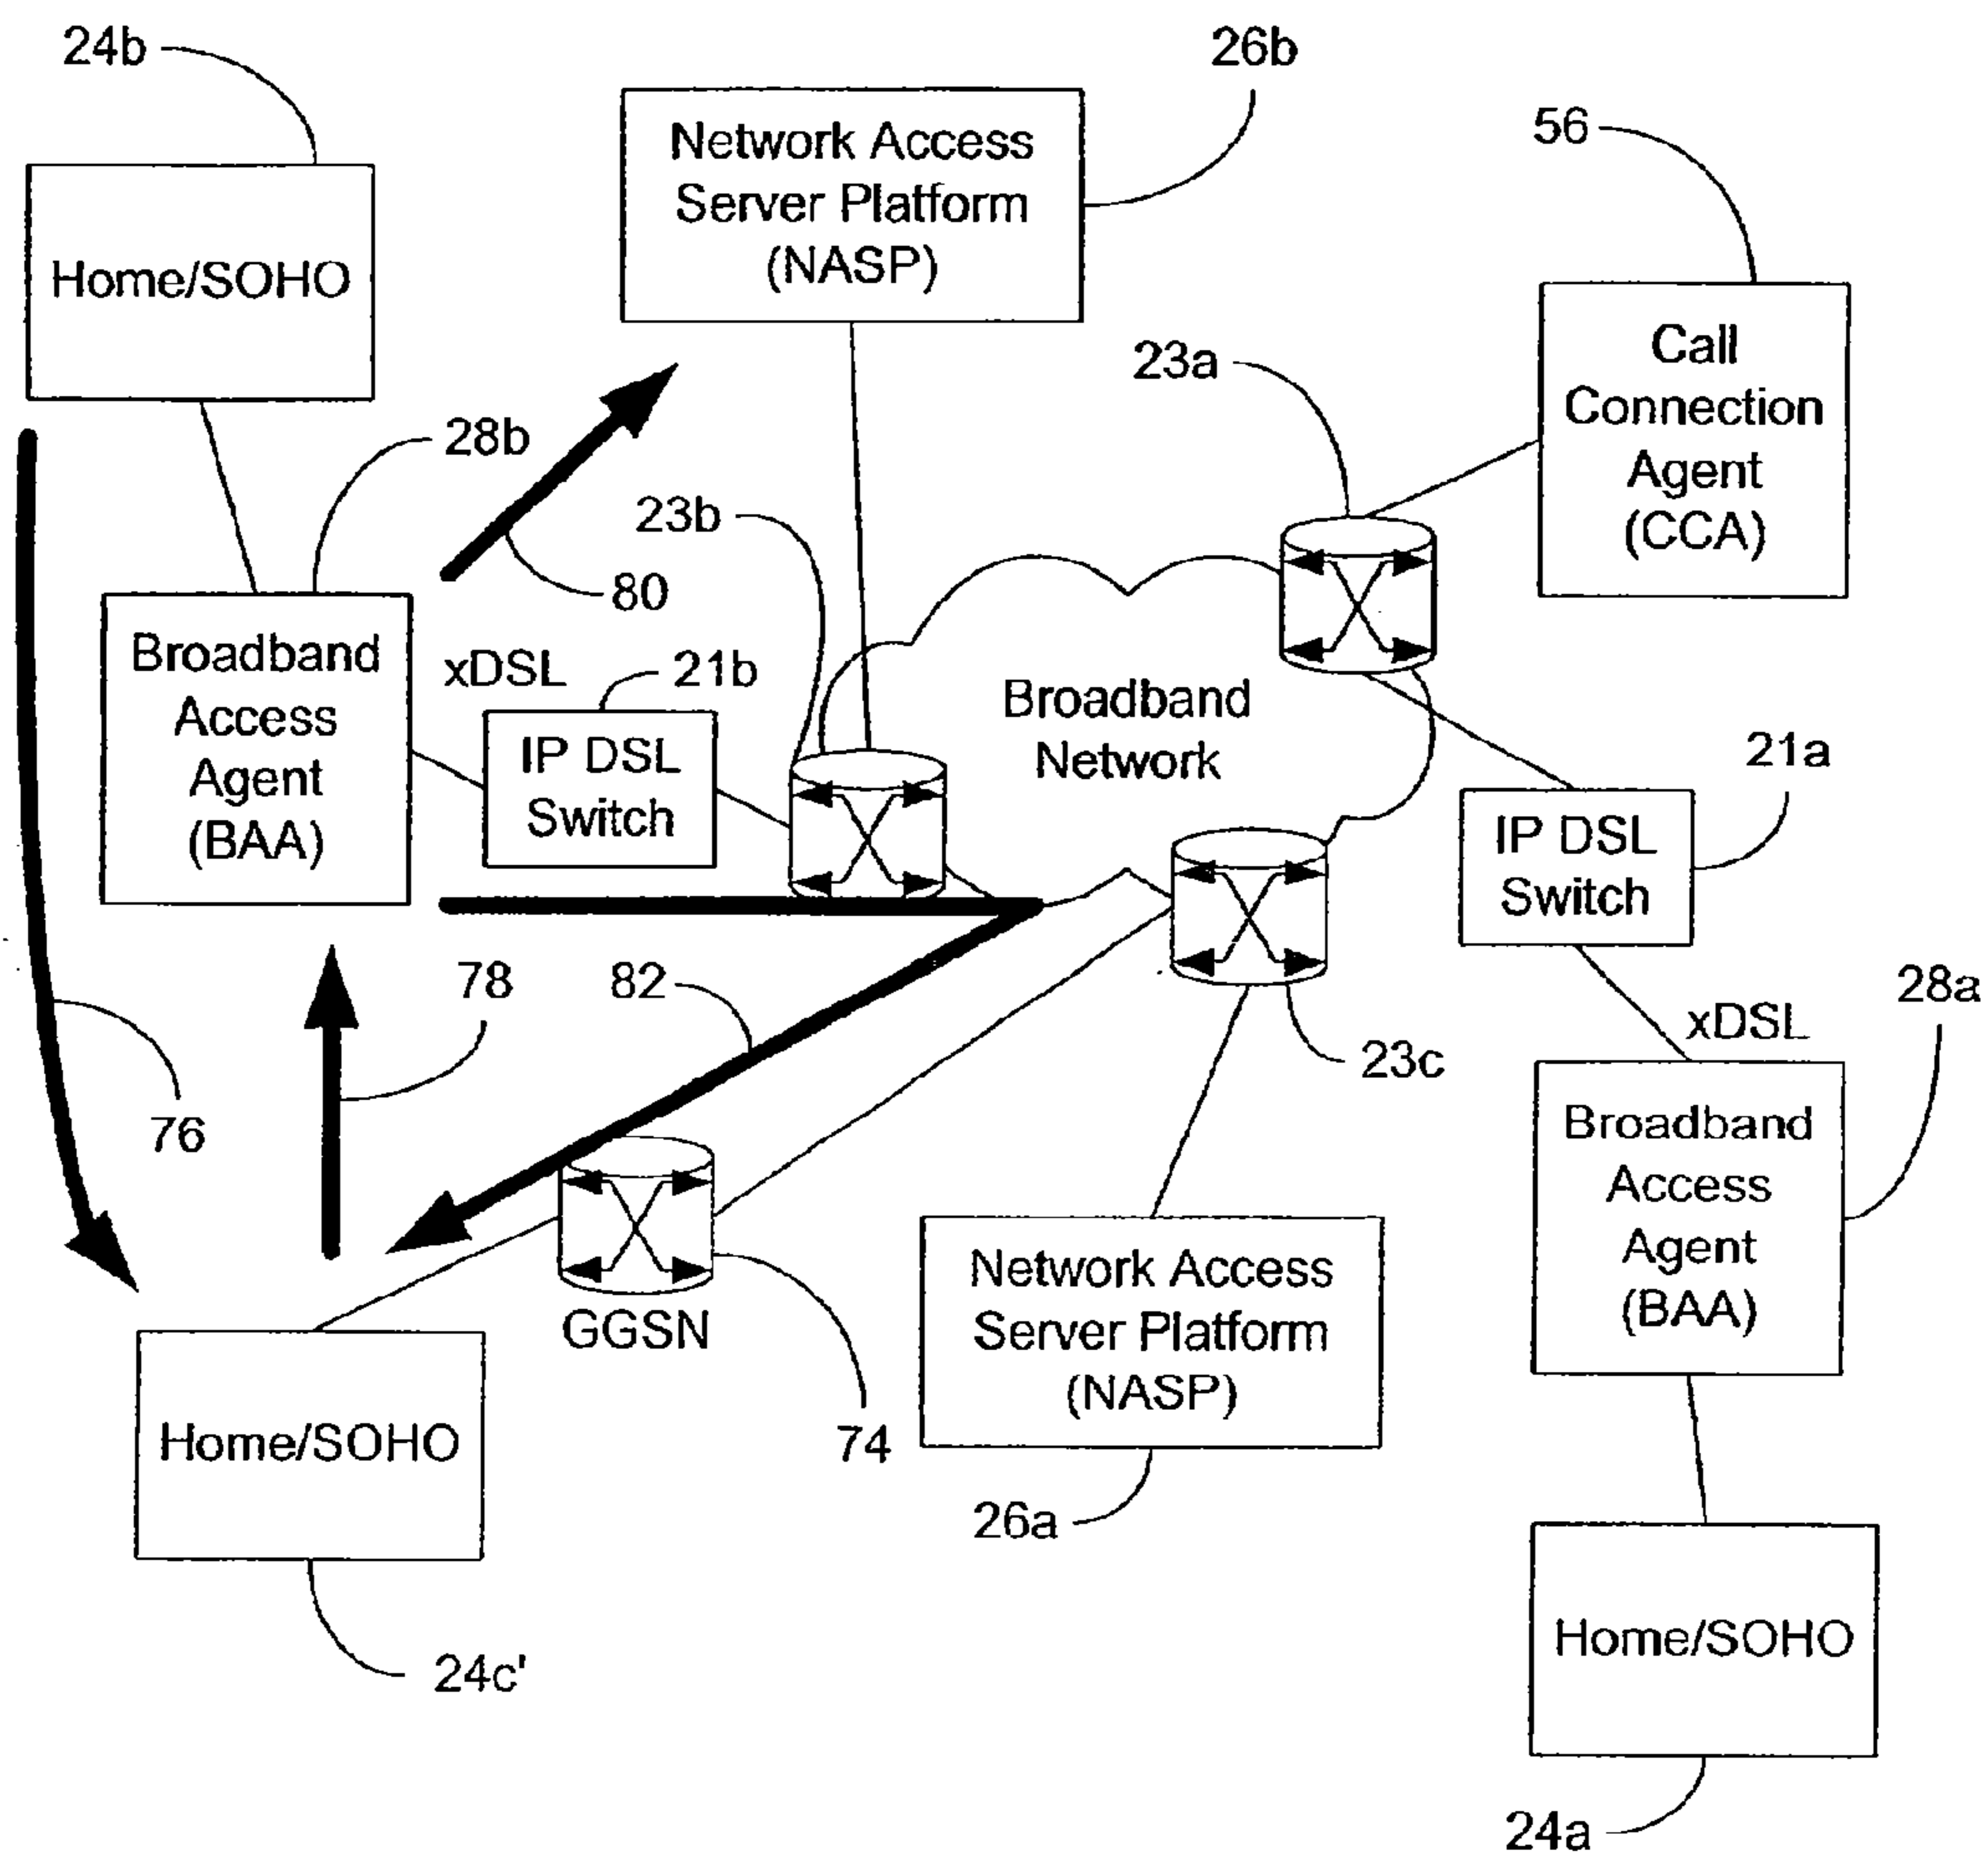 24b
26b
56
Network Access
Server Platform
(NASP)
Home/SOHO
23a
Call
Connection
Agent
(CCA)
28b
23b
80
Broadband
Access
Agent
(BAA)
xDSL
21b
IP DSL
Switch
Broadband
Network
21a
IP DSL
Switch
78
82
28a
xDSL
23c
76
Broadband
Access
Agent
(BAA)
Network Access
Server Platform
(NASP)
GGSN
Home/SOHO
74
26a
24c'
Home/SOHO
24a